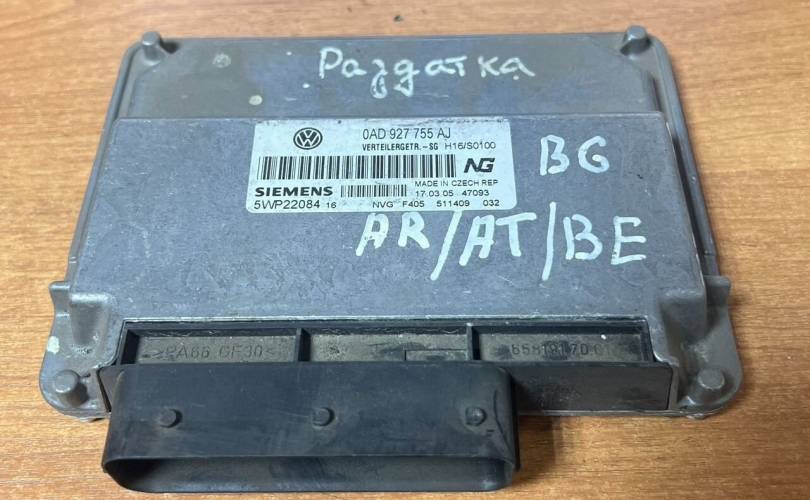 Раздатка
0AD 927 755 AJ
VERTEILERGETR.-SG H16/S0100
NG
MADE IN CZECH REP
SIEMENS 17.03.05 47093
5WP22084 16 NVG F405 511409 032
BG
AR/AT/BE
>PA66 GF30<